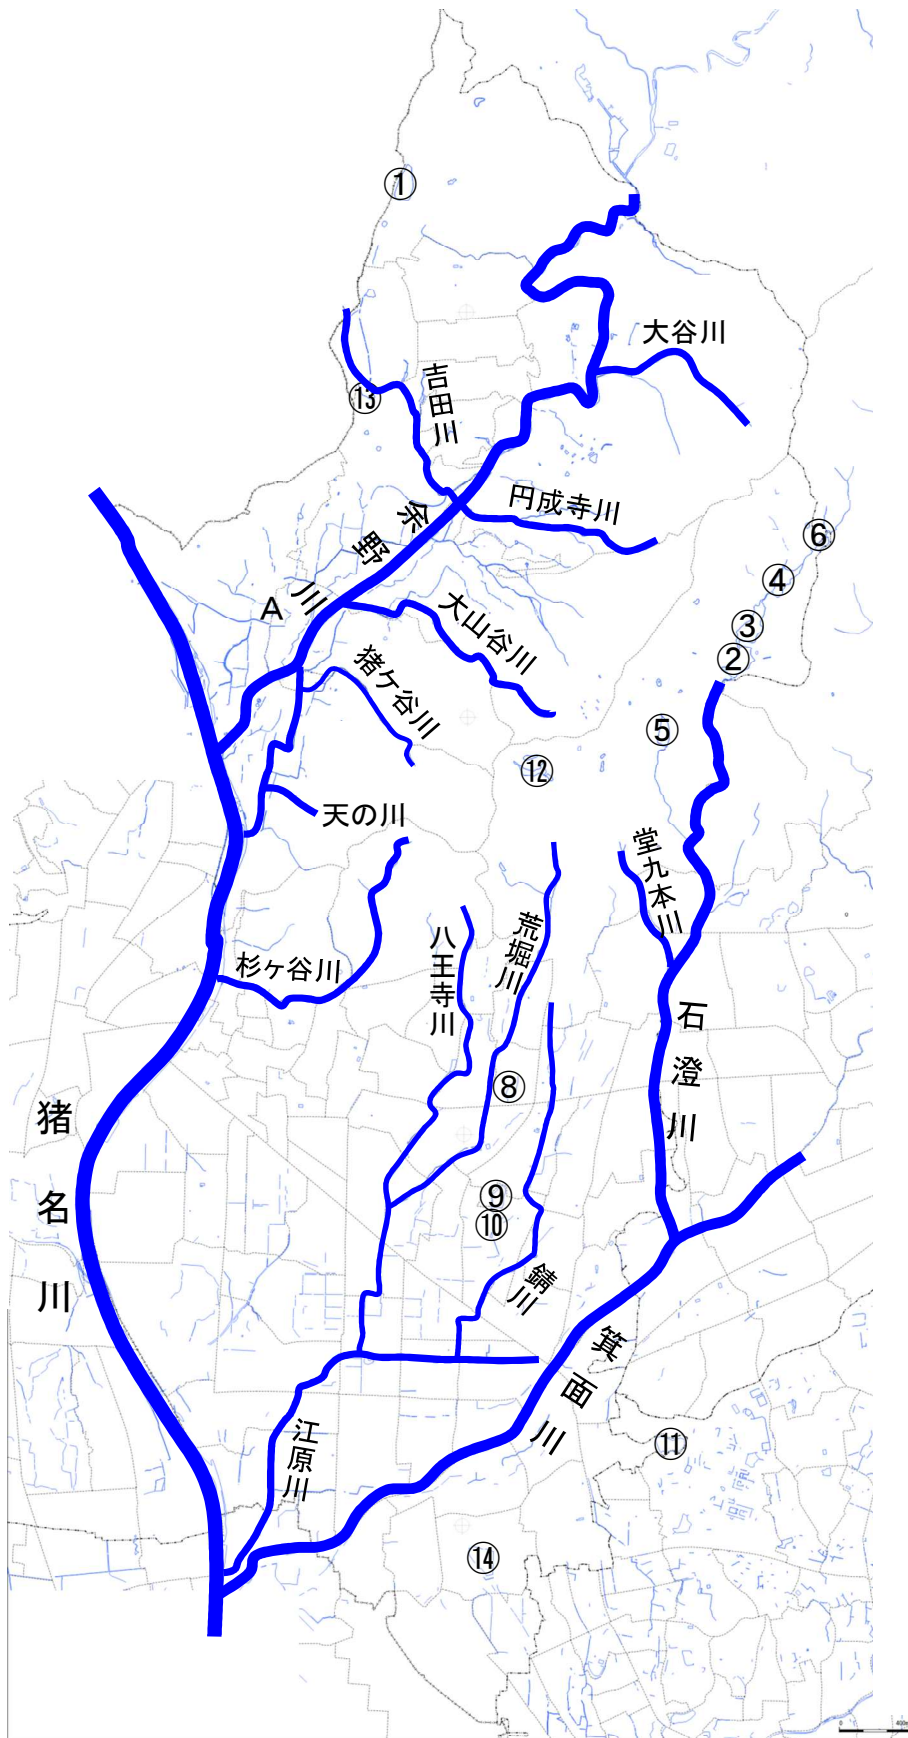 ①
大谷川
吉田川
⑬
円成寺川
余野川
⑥
④
A
大山谷川
③
②
猪ケ谷川
⑤
⑫
天の川
堂九本川
荒堀川
八王寺川
杉ヶ谷川
石澄川
⑧
猪名川
⑨
⑩
錆川
箕面川
江原川
⑪
⑭
0